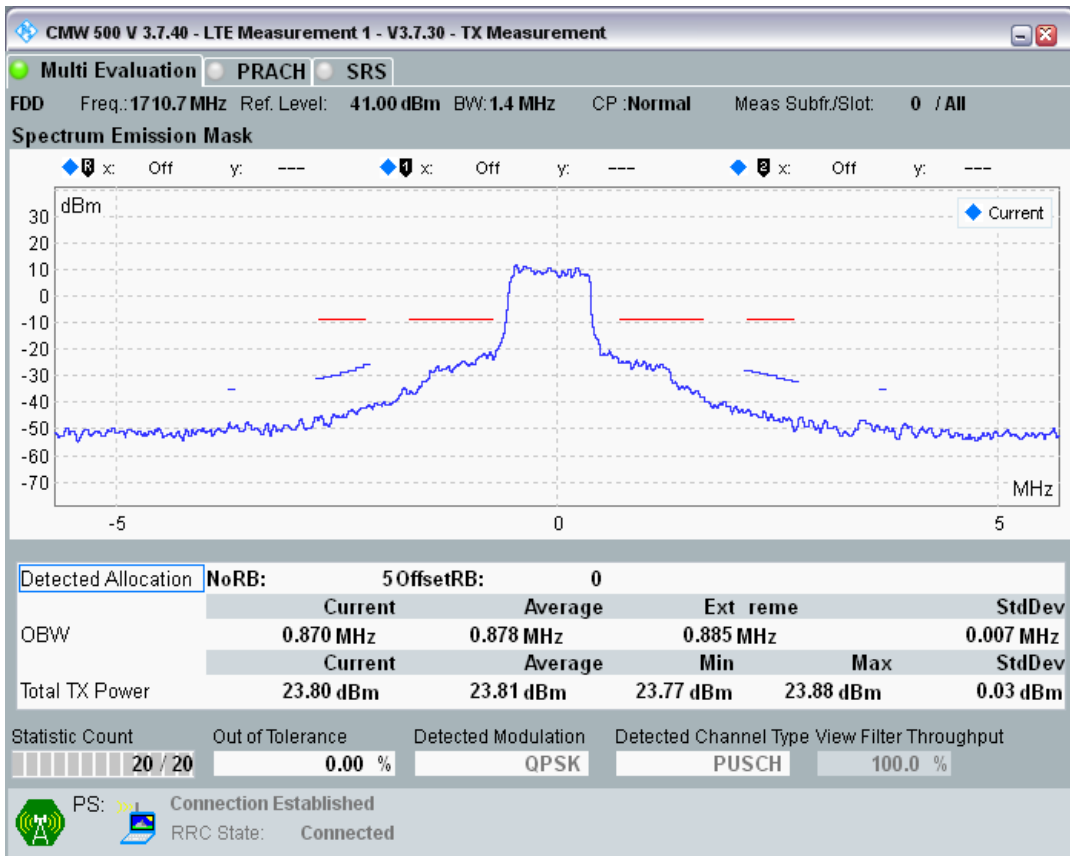 CMW 500 V 3.7.40 - LTE Measurement 1 - V3.7.30 - TX Measurement
Multi Evaluation PRACH SRS
FDD Freq.: 1710.7 MHz Ref. Level: 41.00 dBm BW: 1.4 MHz CP : Normal Meas Subfr./Slot: 0 / All
Spectrum Emission Mask
R x: Off y: --- 1 x: Off y: --- 2 x: Off y: ---
dBm
Current
30
20
10
0
-10
-20
-30
-40
-50
-60
-70
MHz
-5 0 5
Detected Allocation NoRB: 5 OffsetRB: 0
Current Average Ext reme StdDev
OBW 0.870 MHz 0.878 MHz 0.885 MHz 0.007 MHz
Current Average Min Max StdDev
Total TX Power 23.80 dBm 23.81 dBm 23.77 dBm 23.88 dBm 0.03 dBm
Statistic Count Out of Tolerance Detected Modulation Detected Channel Type View Filter Throughput
20 / 20 0.00 % QPSK PUSCH 100.0 %
PS: Connection Established
RRC State: Connected